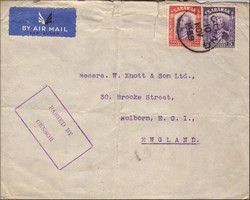 BY AIR MAIL
SARAWAK SARAWAK
Messrs. W. Knott & Son Ltd.,
30, Brooke Street,
Holborn, E.C.1,
ENGLAND.
PASSED BY
CENSOR